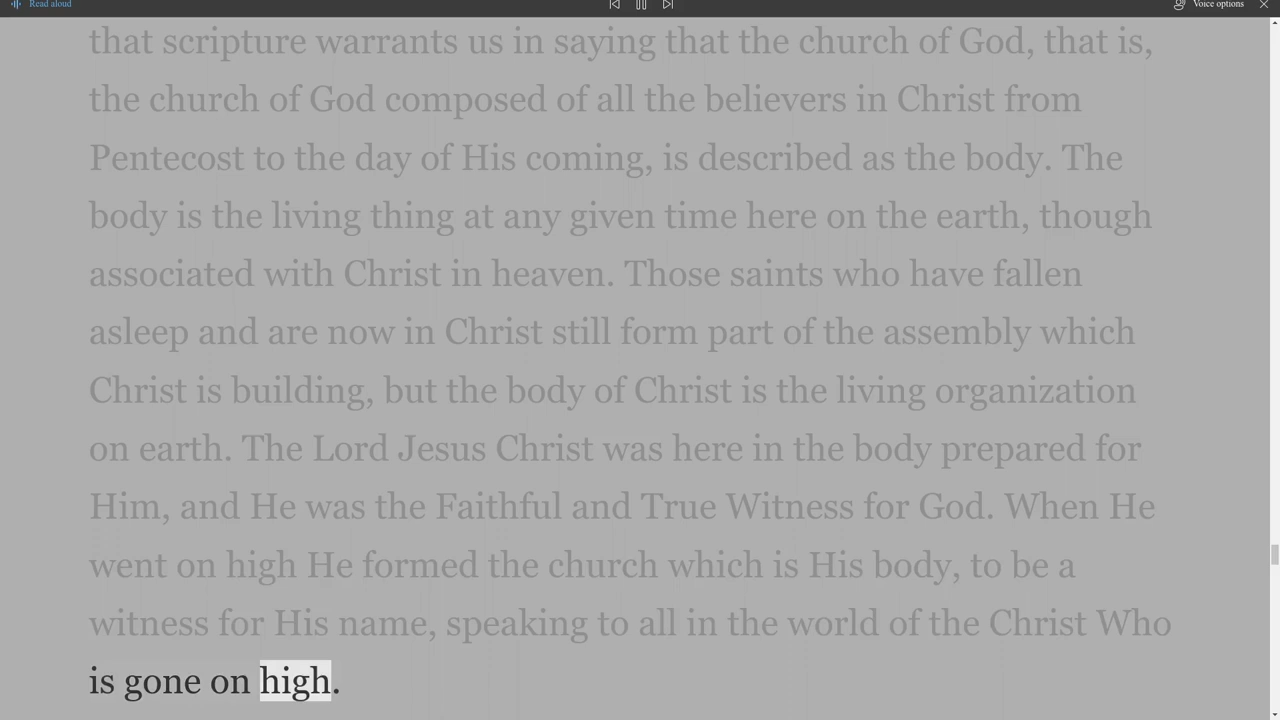 Read aloud
Voice options
that scripture warrants us in saying that the church of God, that is,
the church of God composed of all the believers in Christ from
Pentecost to the day of His coming, is described as the body. The
body is the living thing at any given time here on the earth, though
associated with Christ in heaven. Those saints who have fallen
asleep and are now in Christ still form part of the assembly which
Christ is building, but the body of Christ is the living organization
on earth. The Lord Jesus Christ was here in the body prepared for
Him, and He was the Faithful and True Witness for God. When He
went on high He formed the church which is His body, to be a
witness for His name, speaking to all in the world of the Christ Who
is gone on high.